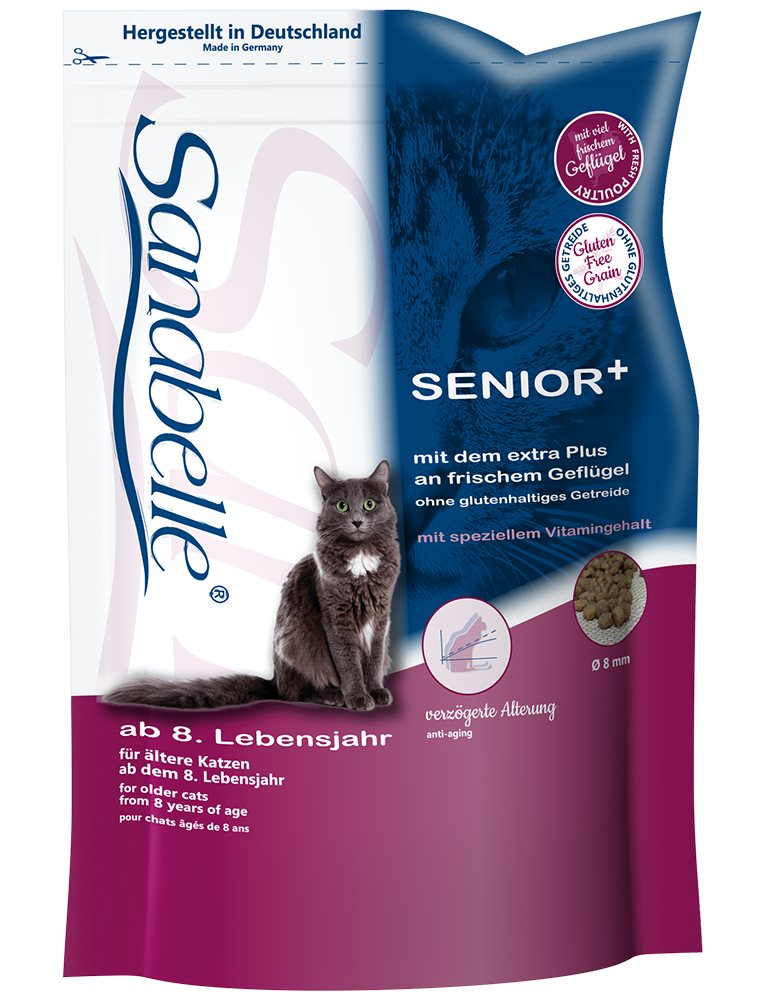 Hergestellt in Deutschland
Made in Germany
Sanabelle®
mit viel
frischem
Geflügel
WITH FRESH POULTRY
OHNE GLUTENHALTIGES GETREIDE
Gluten
Free
Grain
SENIOR+
mit dem extra Plus
an frischem Geflügel
ohne glutenhaltiges Getreide
mit speziellem Vitamingehalt
Ø 8 mm
verzögerte Alterung
anti-aging
ab 8. Lebensjahr
für ältere Katzen
ab dem 8. Lebensjahr
for older cats
from 8 years of age
pour chats âgés de 8 ans